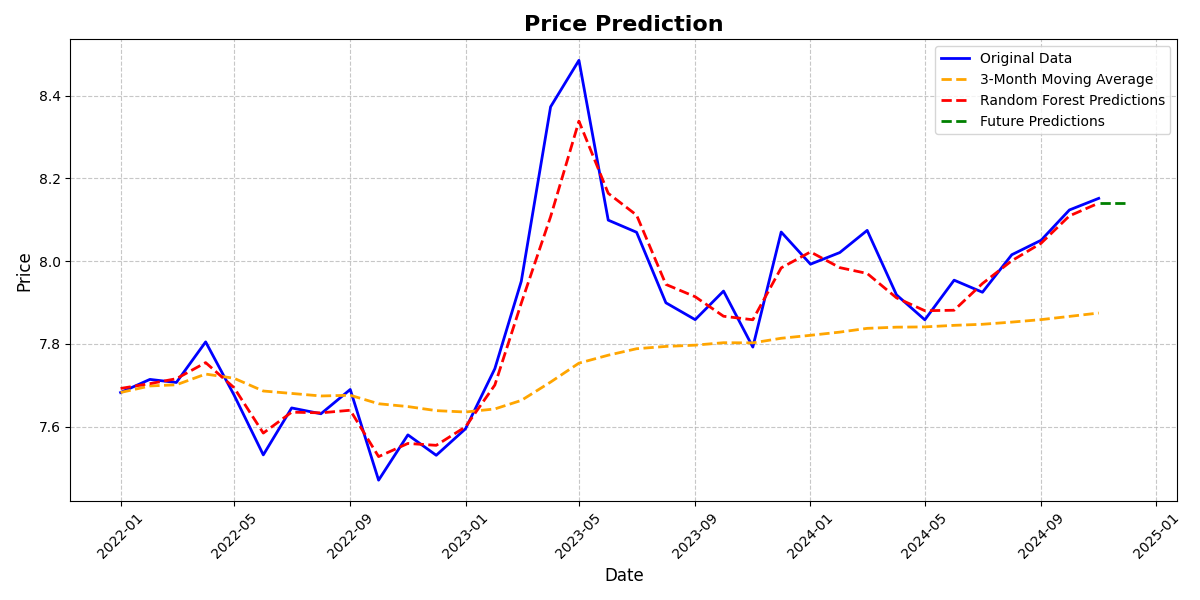 Price Prediction
Original Data
3-Month Moving Average
Random Forest Predictions
Future Predictions
8.4
8.2
8.0
7.8
7.6
Price
2022-01
2022-05
2022-09
2023-01
2023-05
2023-09
2024-01
2024-05
2024-09
2025-01
Date